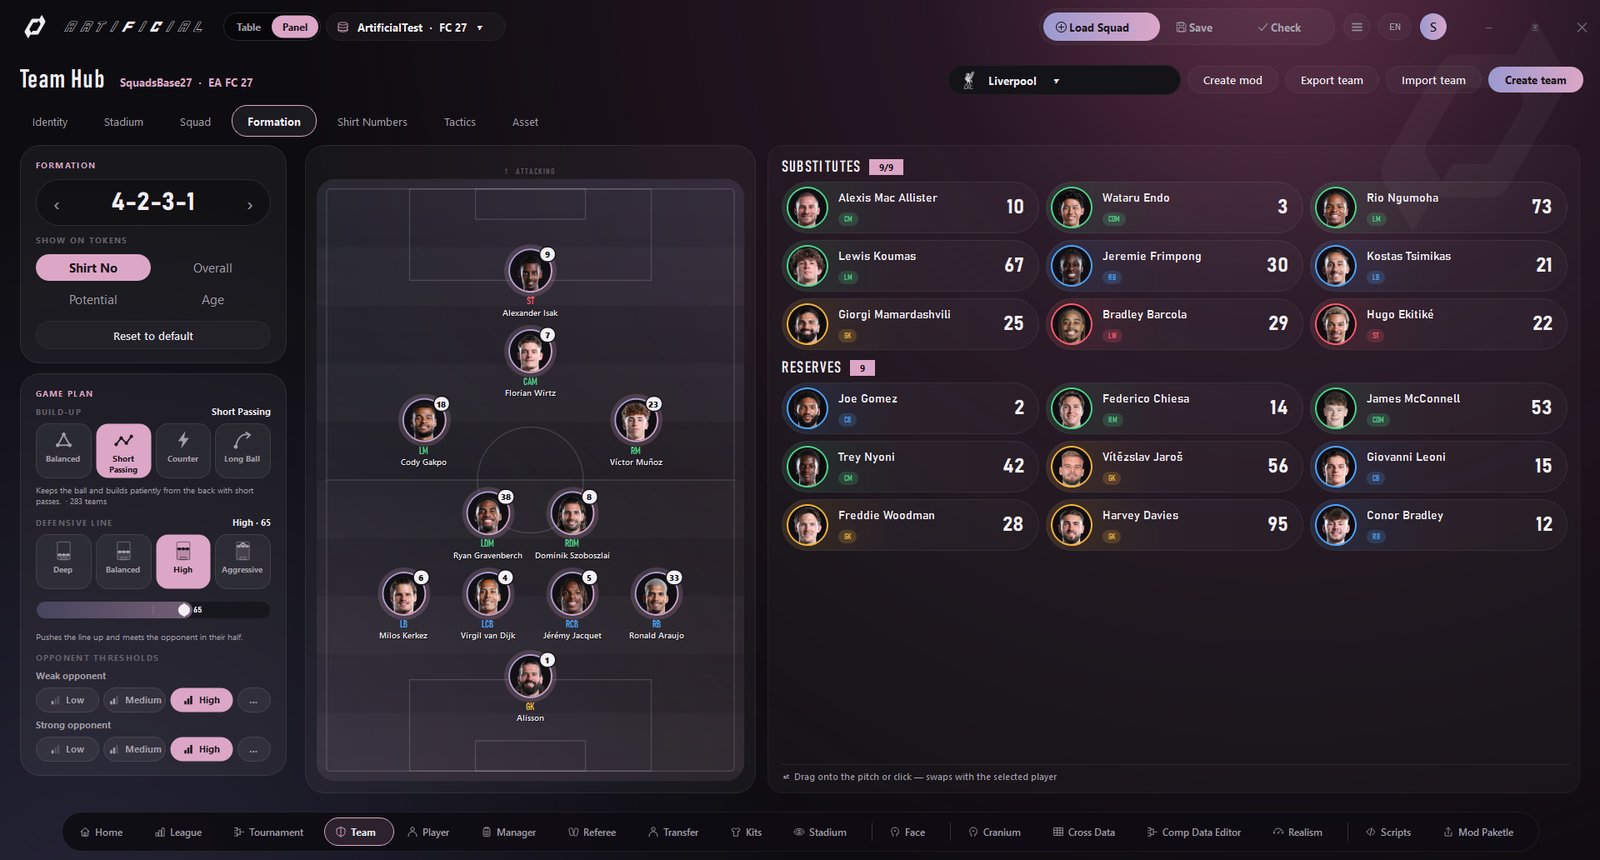 ARTIFICIAL
Table
Panel
ArtificialTest · FC 27
Load Squad
Save
Check
EN
S
Team Hub
SquadsBase27 · EA FC 27
Liverpool
Create mod
Export team
Import team
Create team
Identity
Stadium
Squad
Formation
Shirt Numbers
Tactics
Asset
FORMATION
4-2-3-1
SHOW ON TOKENS
Shirt No
Overall
Potential
Age
Reset to default
GAME PLAN
BUILD-UP
Short Passing
Balanced
Short
Passing
Counter
Long Ball
Keeps the ball and builds patiently from the back with short
passes. · 283 teams
DEFENSIVE LINE
High · 65
Deep
Balanced
High
Aggressive
65
Pushes the line up and meets the opponent in their half.
OPPONENT THRESHOLDS
Weak opponent
Low
Medium
High
...
Strong opponent
Low
Medium
High
...
↑ ATTACKING
9
ST
Alexander Isak
7
CAM
Florian Wirtz
18
LM
Cody Gakpo
23
RM
Víctor Muñoz
38
LDM
Ryan Gravenberch
8
RDM
Dominik Szoboszlai
6
LB
Milos Kerkez
4
LCB
Virgil van Dijk
5
RCB
Jérémy Jacquet
33
RB
Ronald Araujo
1
GK
Alisson
SUBSTITUTES
9/9
Alexis Mac Allister
CM
10
Wataru Endo
CDM
3
Rio Ngumoha
LM
73
Lewis Koumas
LM
67
Jeremie Frimpong
RB
30
Kostas Tsimikas
LB
21
Giorgi Mamardashvili
GK
25
Bradley Barcola
LW
29
Hugo Ekitiké
ST
22
RESERVES
9
Joe Gomez
CB
2
Federico Chiesa
RM
14
James McConnell
CDM
53
Trey Nyoni
CM
42
Vítězslav Jaroš
GK
56
Giovanni Leoni
CB
15
Freddie Woodman
GK
28
Harvey Davies
GK
95
Conor Bradley
RB
12
Drag onto the pitch or click — swaps with the selected player
Home
League
Tournament
Team
Player
Manager
Referee
Transfer
Kits
Stadium
Face
Cranium
Cross Data
Comp Data Editor
Realism
Scripts
Mod Paketle